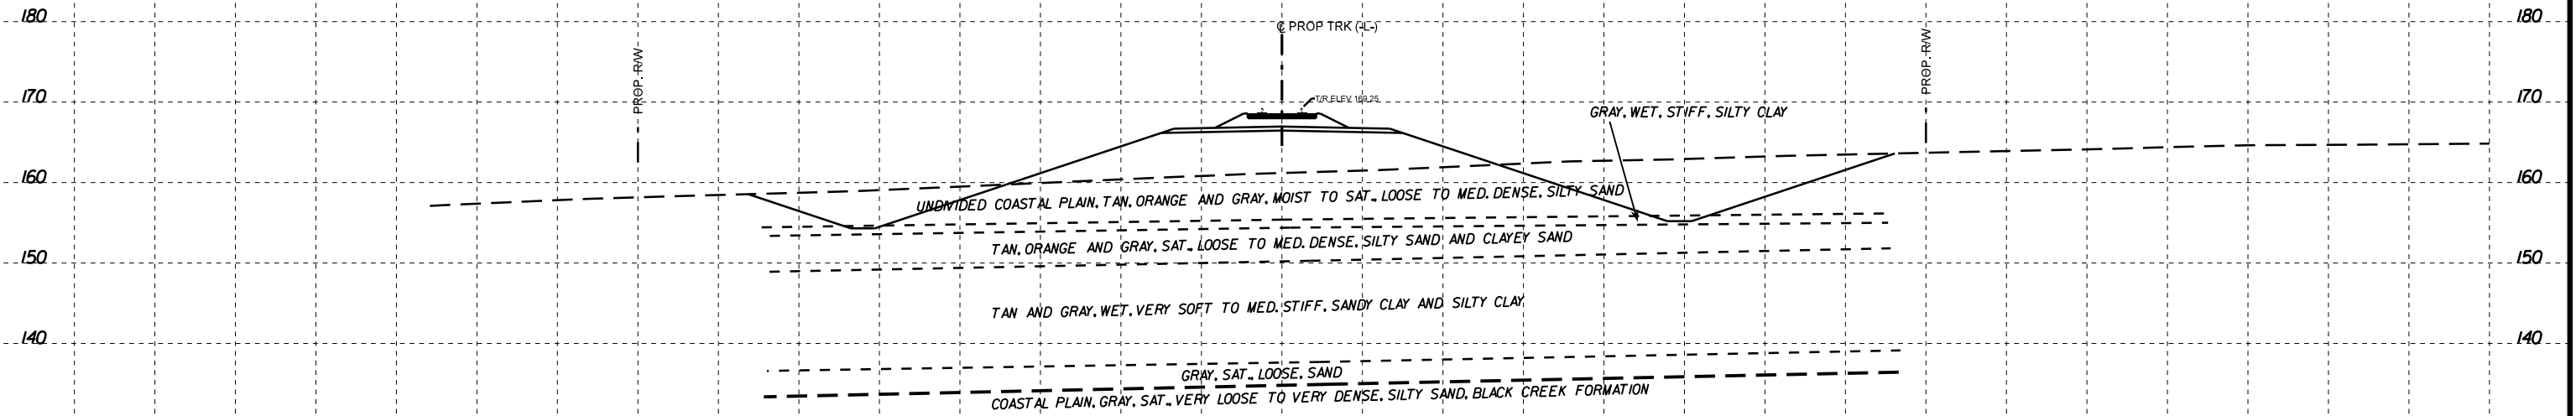 180
180
℄ PROP TRK (-L-)
PROP. R/W
PROP. R/W
170
170
T/R ELEV 169.25
GRAY, WET, STIFF, SILTY CLAY
160
160
UNDIVIDED COASTAL PLAIN, TAN, ORANGE AND GRAY, MOIST TO SAT., LOOSE TO MED. DENSE, SILTY SAND
TAN, ORANGE AND GRAY, SAT., LOOSE TO MED. DENSE, SILTY SAND AND CLAYEY SAND
150
150
TAN AND GRAY, WET, VERY SOFT TO MED. STIFF, SANDY CLAY AND SILTY CLAY
140
140
GRAY, SAT., LOOSE, SAND
COASTAL PLAIN, GRAY, SAT., VERY LOOSE TO VERY DENSE, SILTY SAND, BLACK CREEK FORMATION